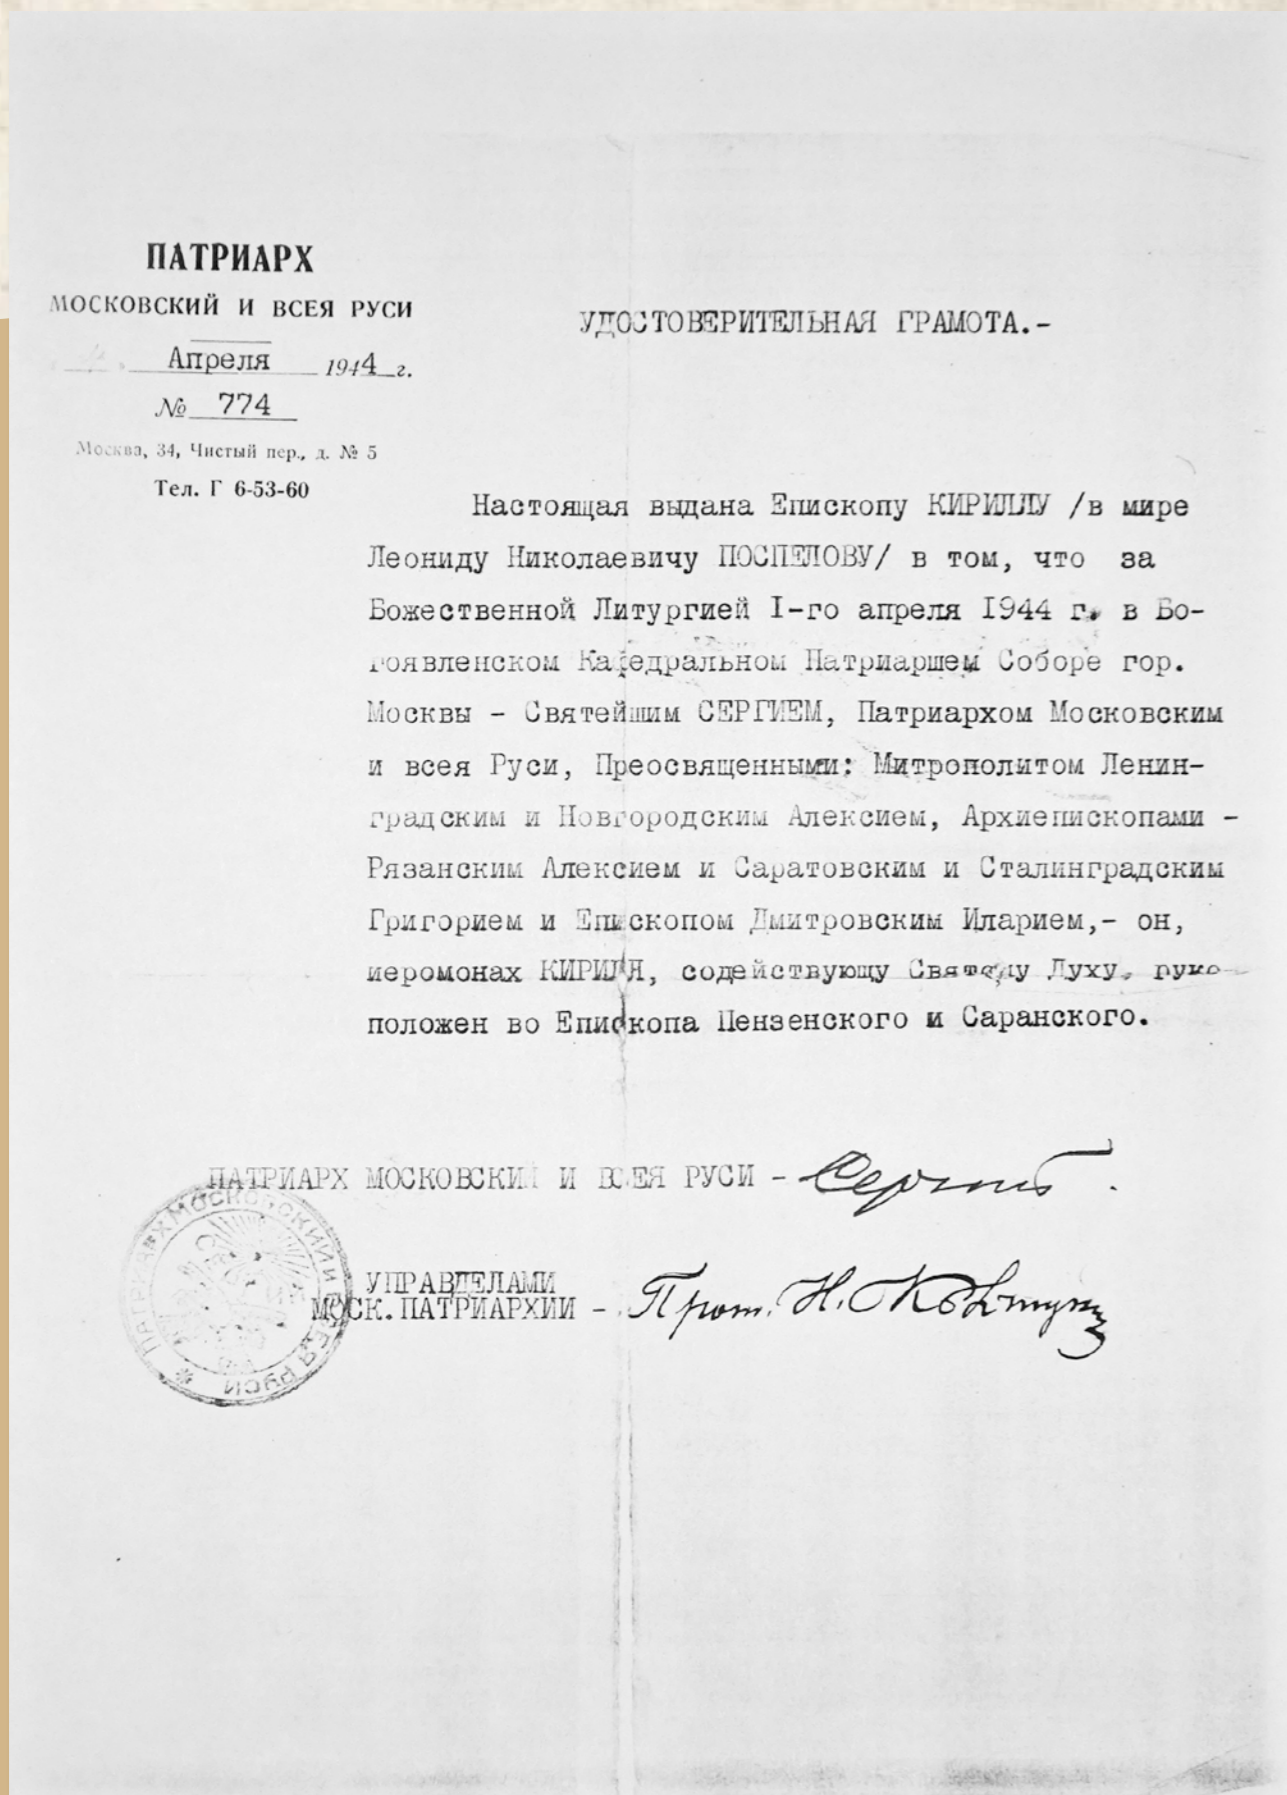 ПАТРИАРХ
МОСКОВСКИЙ И ВСЕЯ РУСИ
Апреля 1944 г.
№ 774
Москва, 34, Чистый пер., д. № 5
Тел. Г 6-53-60
УДОСТОВЕРИТЕЛЬНАЯ ГРАМОТА.-
Настоящая выдана Епископу КИРИЛЛУ /в мире
Леониду Николаевичу ПОСПЕЛОВУ/ в том, что за
Божественной Литургией I-го апреля 1944 г. в Бо-
гоявленском Кафедральном Патриаршем Соборе гор.
Москвы - Святейшим СЕРГИЕМ, Патриархом Московским
и всея Руси, Преосвященными: Митрополитом Ленин-
градским и Новгородским Алексием, Архиепископами -
Рязанским Алексием и Саратовским и Сталинградским
Григорием и Епископом Дмитровским Иларием,- он,
иеромонах КИРИЛЛ, содействующу Святому Духу, руко-
положен во Епископа Пензенского и Саранского.
ПАТРИАРХ МОСКОВСКИЙ И ВСЕЯ РУСИ - Сергий.
УПРАВДЕЛАМИ
МОСК. ПАТРИАРХИИ - Прот. Н.
ПАТРИАРХ МОСКОВСКИЙ И ВСЕЯ РУСИ